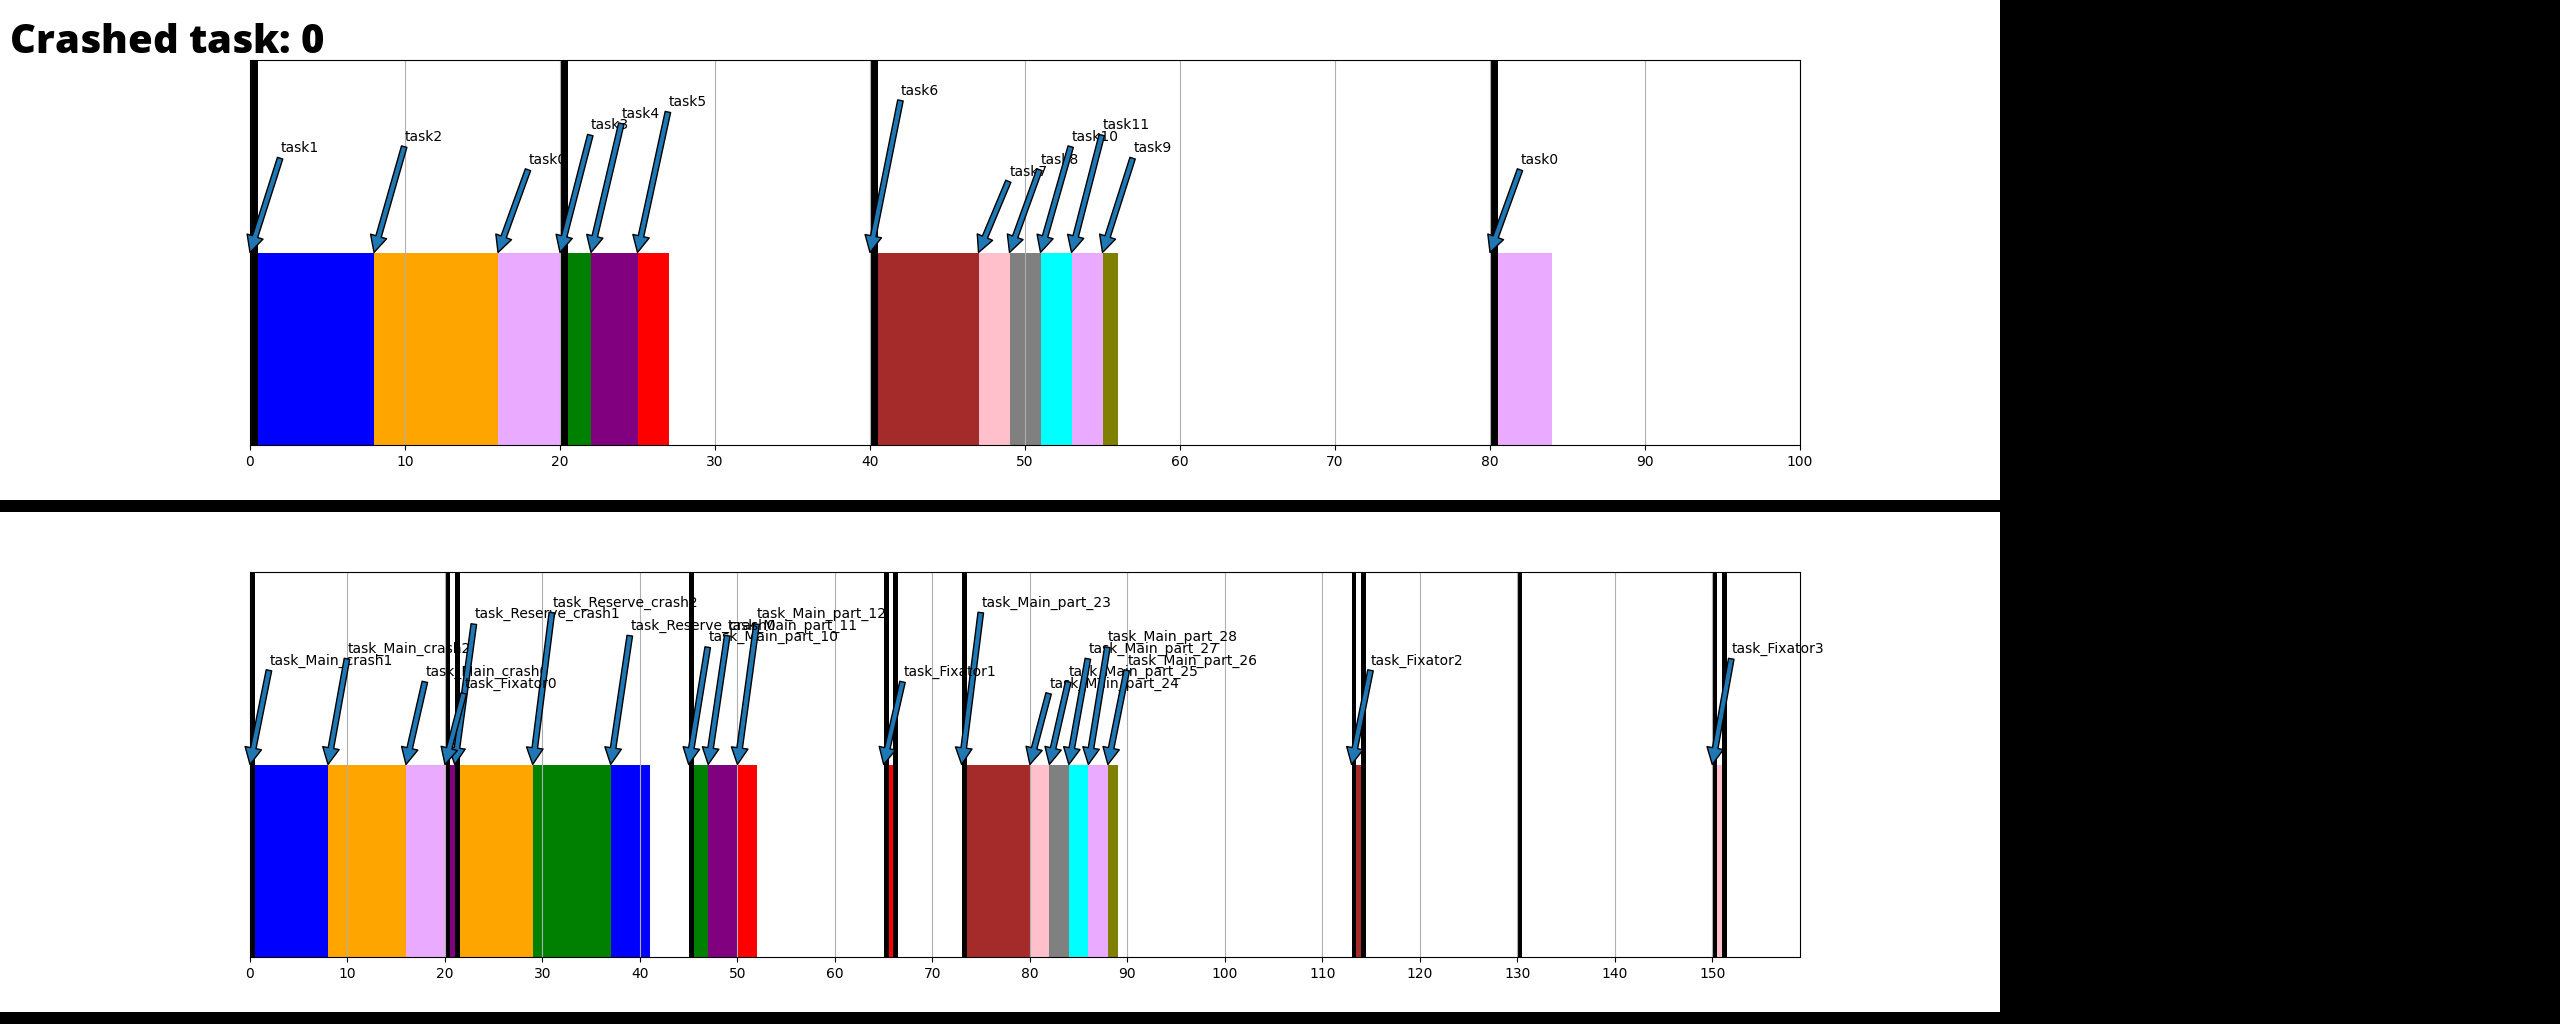 Crashed task: 0
task6
task5
task4
task3
task11
task2
task10
task1
task9
task0
task8
task0
task7
0 10 20 30 40 50 60 70 80 90 100
task_Reserve_crash2
task_Main_part_23
task_Reserve_crash1
task_Main_part_12
task_Reserve_crash0
task_Main_part_11
task_Main_part_10
task_Main_part_28
task_Main_crash2
task_Main_part_27
task_Fixator3
task_Main_crash1
task_Main_part_26
task_Fixator2
task_Main_crash0
task_Fixator1
task_Main_part_25
task_Fixator0
task_Main_part_24
0 10 20 30 40 50 60 70 80 90 100 110 120 130 140 150